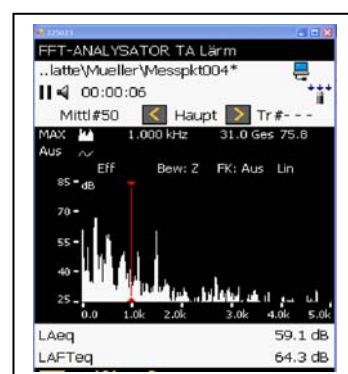 FFT-ANALYSATOR TA Lärm
..latte\Mueller\Messpkt004*
00:00:06
Mittl#50 < Haupt > Tr#- - -
MAX 1.000 kHz 31.0 Ges 75.8
Aus
Eff Bew: Z FK: Aus Lin
85 dB
70
55
40
25
0.0 1.0k 2.0k 3.0k 4.0k 5.0k
LAeq 59.1 dB
LAFTeq 64.3 dB